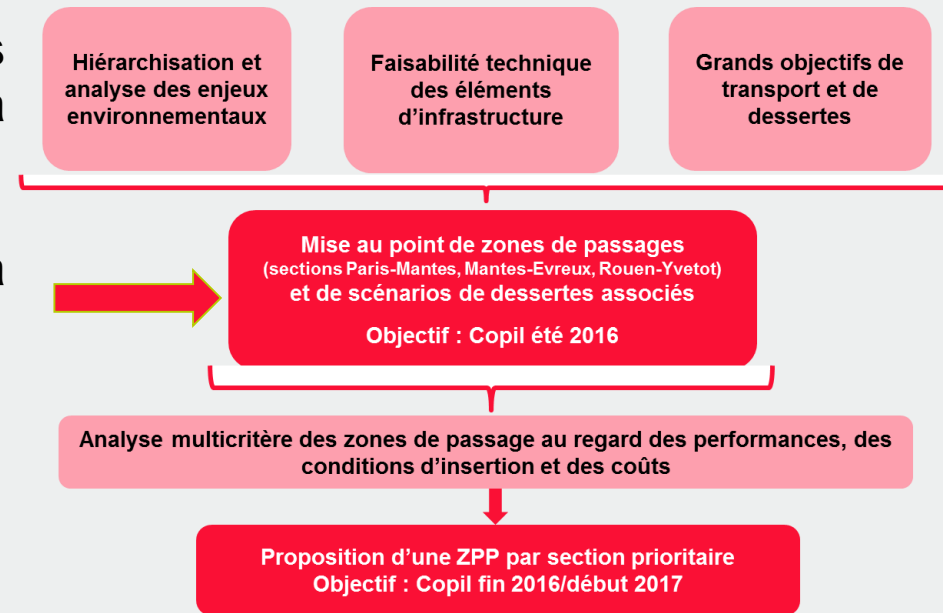 Hiérarchisation et
analyse des enjeux
environnementaux
Faisabilité technique
des éléments
d'infrastructure
Grands objectifs de
transport et de
dessertes
Mise au point de zones de passages
(sections Paris-Mantes, Mantes-Evreux, Rouen-Yvetot)
et de scénarios de dessertes associés
Objectif : Copil été 2016
Analyse multicritère des zones de passage au regard des performances, des
conditions d'insertion et des coûts
Proposition d'une ZPP par section prioritaire
Objectif : Copil fin 2016/début 2017